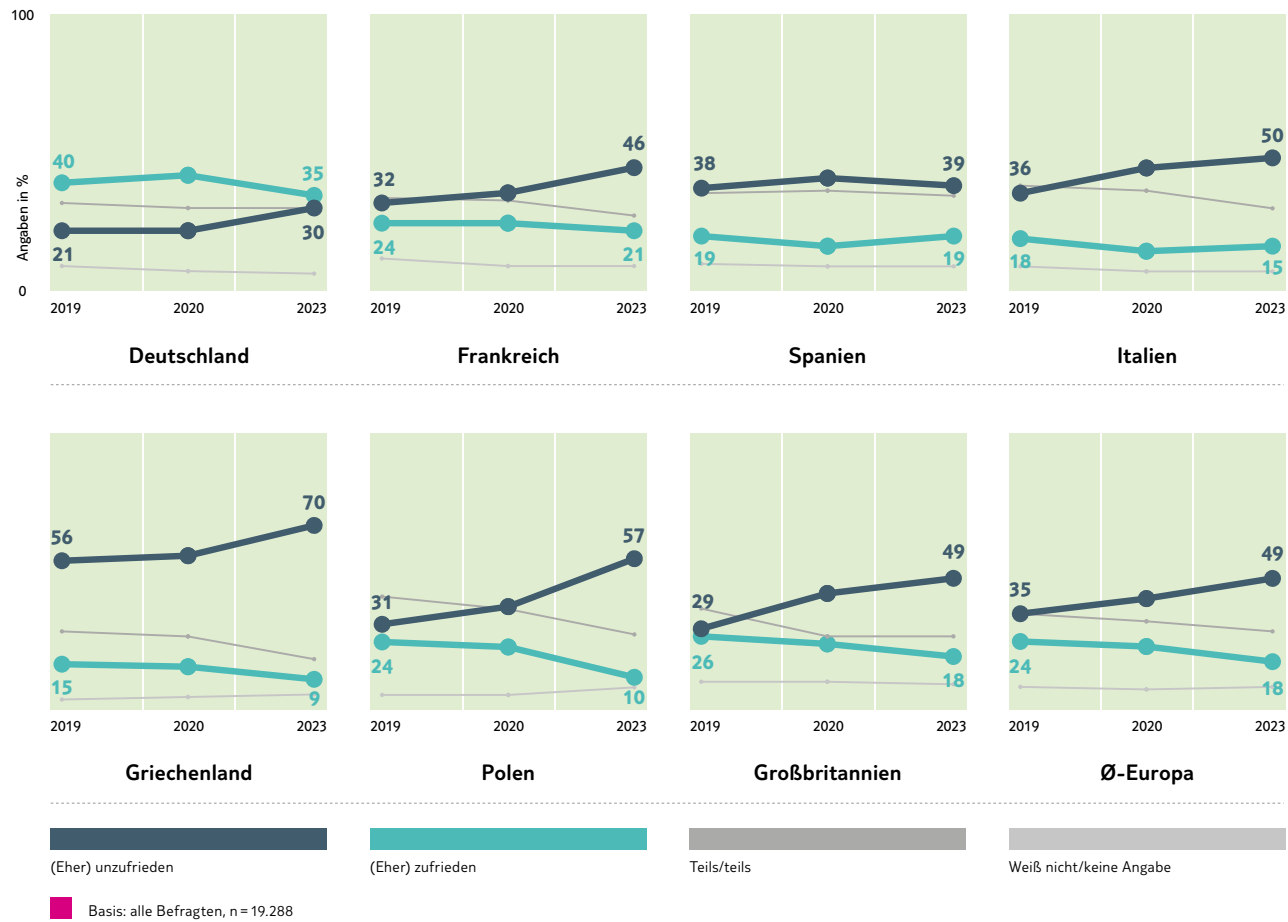 100
Angaben in %
0
40
35
21
30
2019 2020 2023
Deutschland
32
46
24
21
2019 2020 2023
Frankreich
38
39
19
19
2019 2020 2023
Spanien
36
50
18
15
2019 2020 2023
Italien
56
70
15
9
2019 2020 2023
Griechenland
31
57
24
10
2019 2020 2023
Polen
29
49
26
18
2019 2020 2023
Großbritannien
35
49
24
18
2019 2020 2023
Ø-Europa
(Eher) unzufrieden
(Eher) zufrieden
Teils/teils
Weiß nicht/keine Angabe
Basis: alle Befragten, n = 19.288